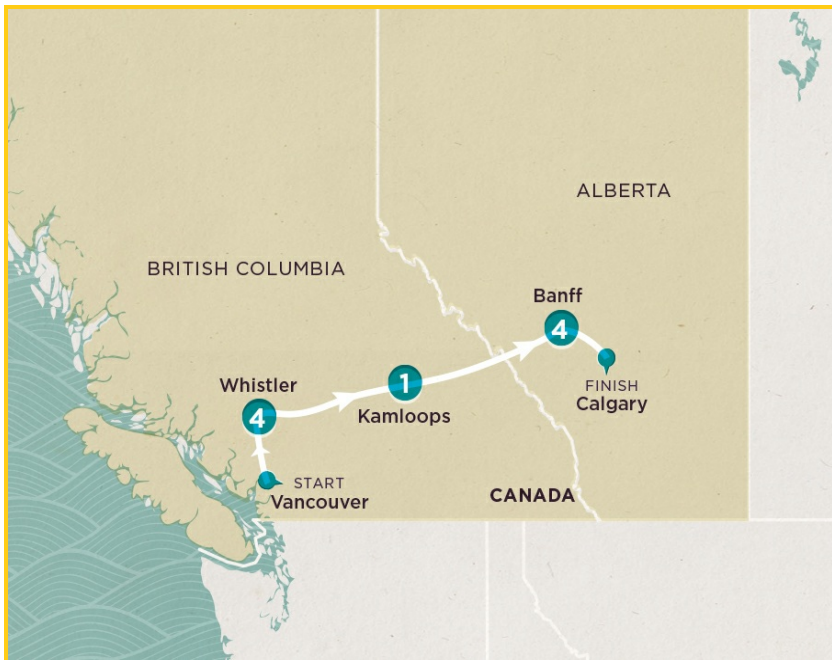 ALBERTA
BRITISH COLUMBIA
Banff
4
Whistler
4
1
Kamloops
FINISH
Calgary
START
Vancouver
CANADA